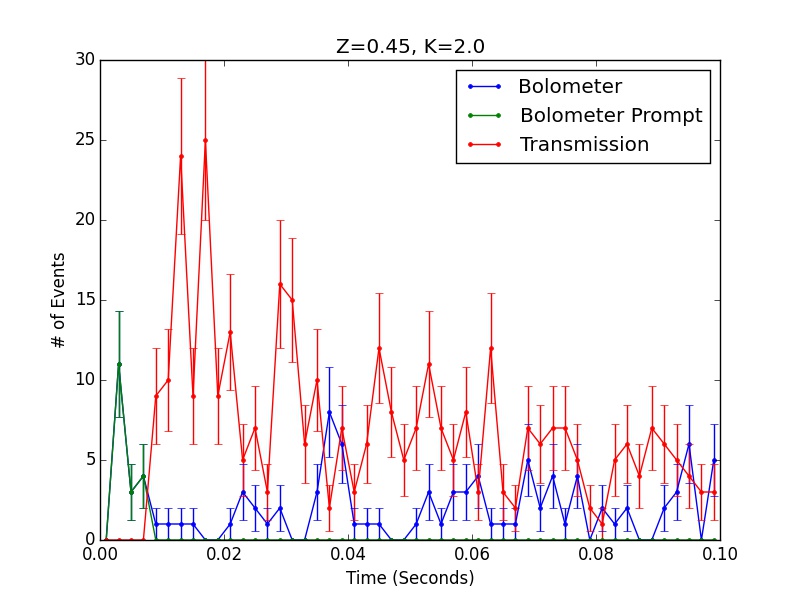 Z=0.45, K=2.0
30
25
20
15
10
5
0
# of Events
Bolometer
Bolometer Prompt
Transmission
0.00 0.02 0.04 0.06 0.08 0.10
Time (Seconds)